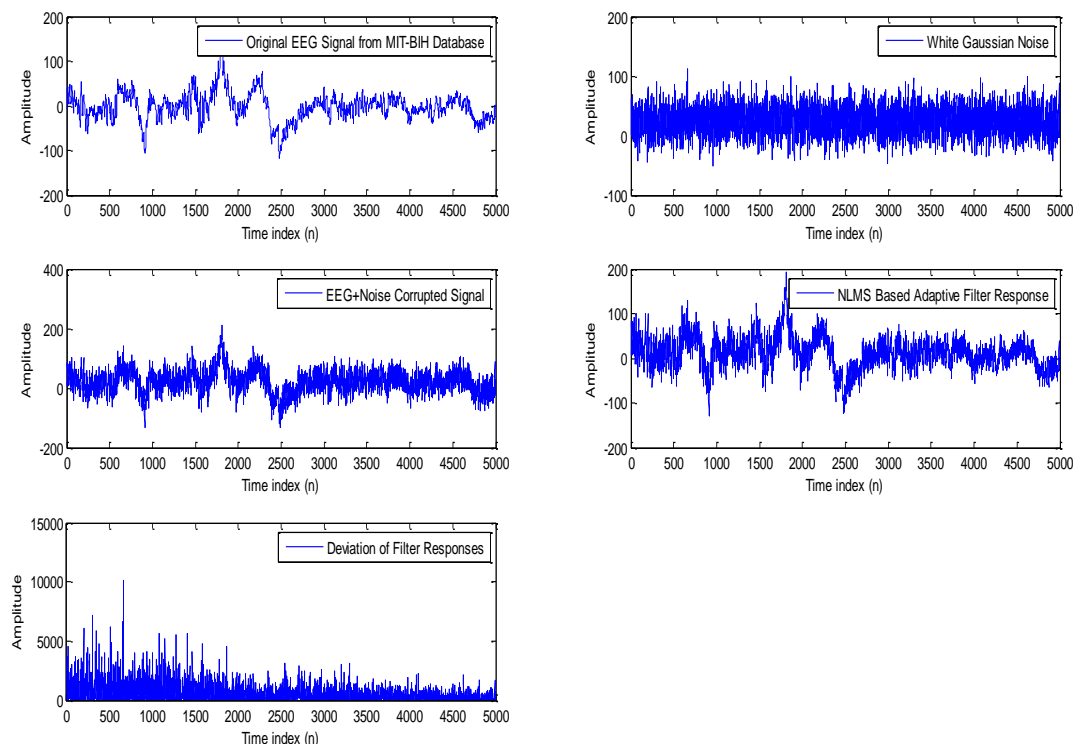 200
100
0
-100
-200
Amplitude
Original EEG Signal from MIT-BIH Database
0 500 1000 1500 2000 2500 3000 3500 4000 4500 5000
Time index (n)
200
100
0
-100
Amplitude
White Gaussian Noise
0 500 1000 1500 2000 2500 3000 3500 4000 4500 5000
Time index (n)
400
200
0
-200
Amplitude
EEG+Noise Corrupted Signal
0 500 1000 1500 2000 2500 3000 3500 4000 4500 5000
Time index (n)
200
100
0
-100
-200
Amplitude
NLMS Based Adaptive Filter Response
0 500 1000 1500 2000 2500 3000 3500 4000 4500 5000
Time index (n)
15000
10000
5000
0
Amplitude
Deviation of Filter Responses
0 500 1000 1500 2000 2500 3000 3500 4000 4500 5000
Time index (n)